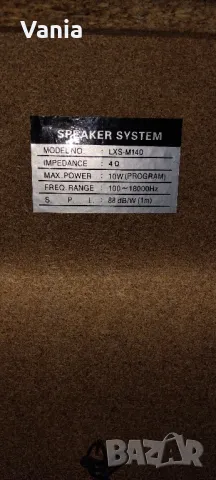 Vania
SPEAKER SYSTEM
MODEL NO. : LXS-M140
IMPEDANCE : 4 Ω
MAX. POWER : 10W (PROGRAM)
FREQ. RANGE : 100~18000Hz
S P L : 88 dB/W (1m)
bazar